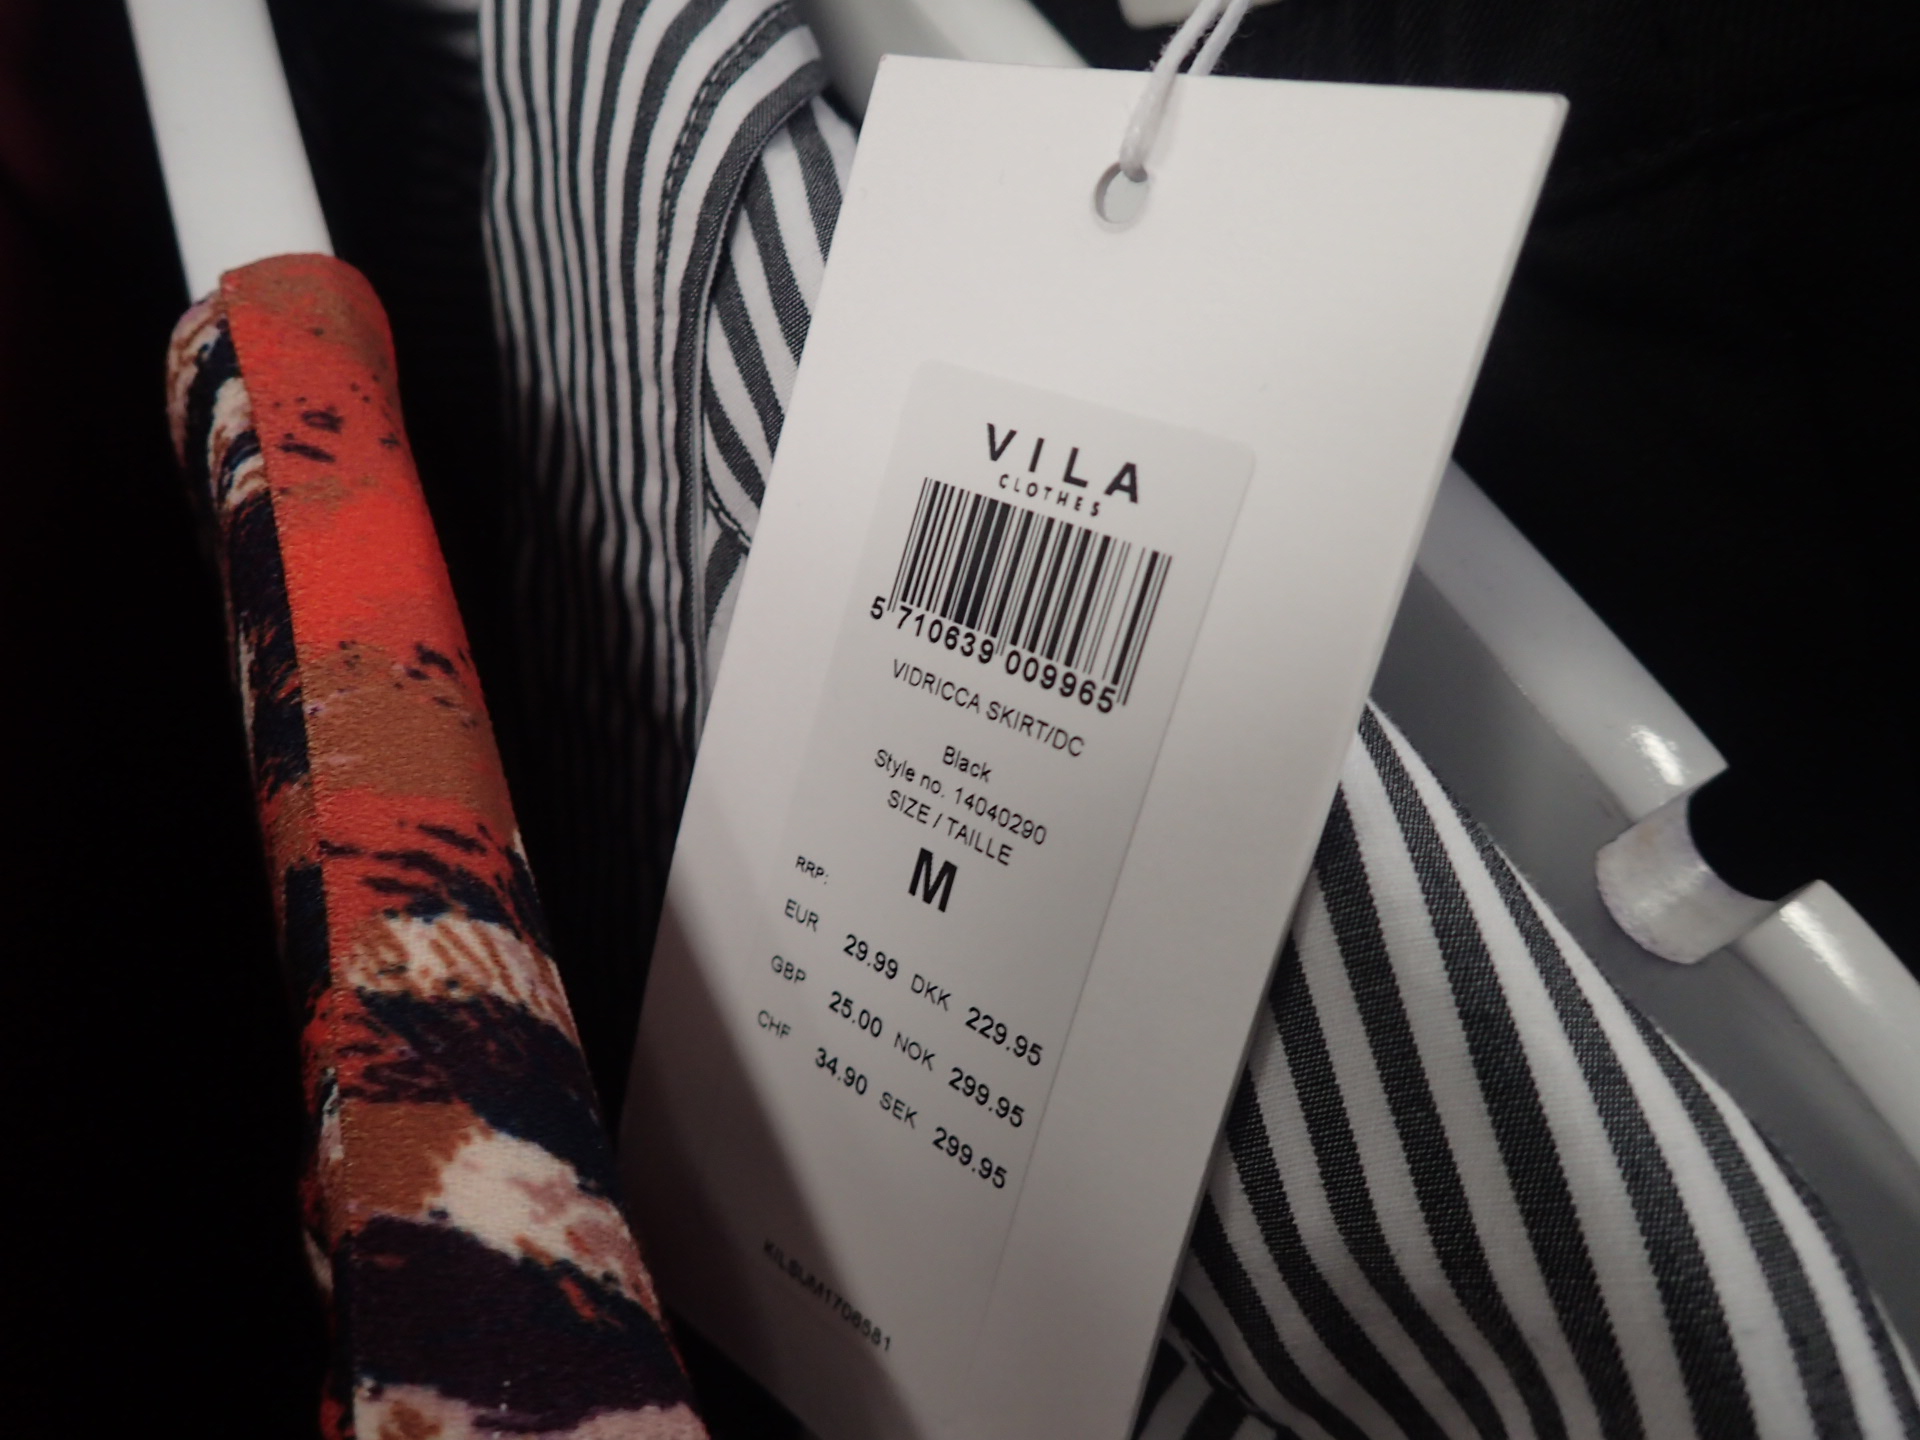 VILA
CLOTHES
5 710639 009965
VIDRICCA SKIRT/DC
Black
Style no. 14040290
SIZE / TAILLE
M
RRP:
EUR 29.99 DKK 229.95
GBP 25.00 NOK 299.95
CHF 34.90 SEK 299.95